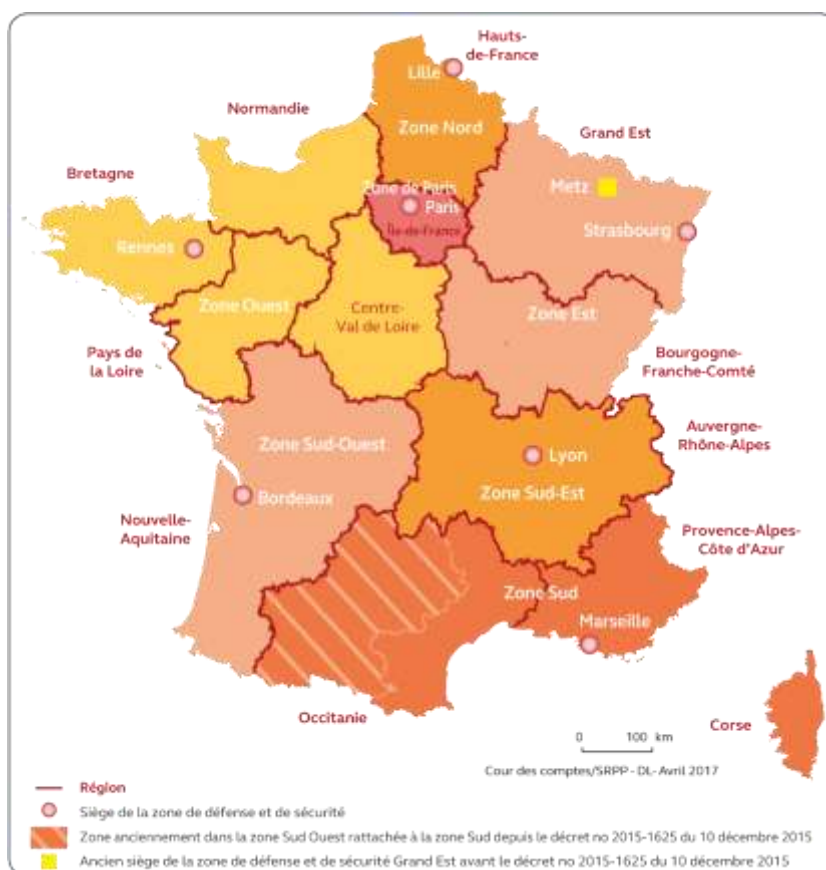 Hauts-
de-France
Lille
Normandie
Zone Nord
Grand Est
Bretagne
Zone de Paris
Metz
Paris
Île-de-France
Strasbourg
Rennes
Zone Ouest
Centre-
Val de Loire
Zone Est
Pays de
la Loire
Bourgogne-
Franche-Comté
Auvergne-
Rhône-Alpes
Zone Sud-Ouest
Lyon
Zone Sud-Est
Bordeaux
Nouvelle-
Aquitaine
Provence-Alpes-
Côte d'Azur
Zone Sud
Marseille
Occitanie
Corse
0 100 km
Cour des comptes/SRPP - DL- Avril 2017
Région
Siège de la zone de défense et de sécurité
Zone anciennement dans la zone Sud Ouest rattachée à la zone Sud depuis le décret no 2015-1625 du 10 décembre 2015
Ancien siège de la zone de défense et de sécurité Grand Est avant le décret no 2015-1625 du 10 décembre 2015